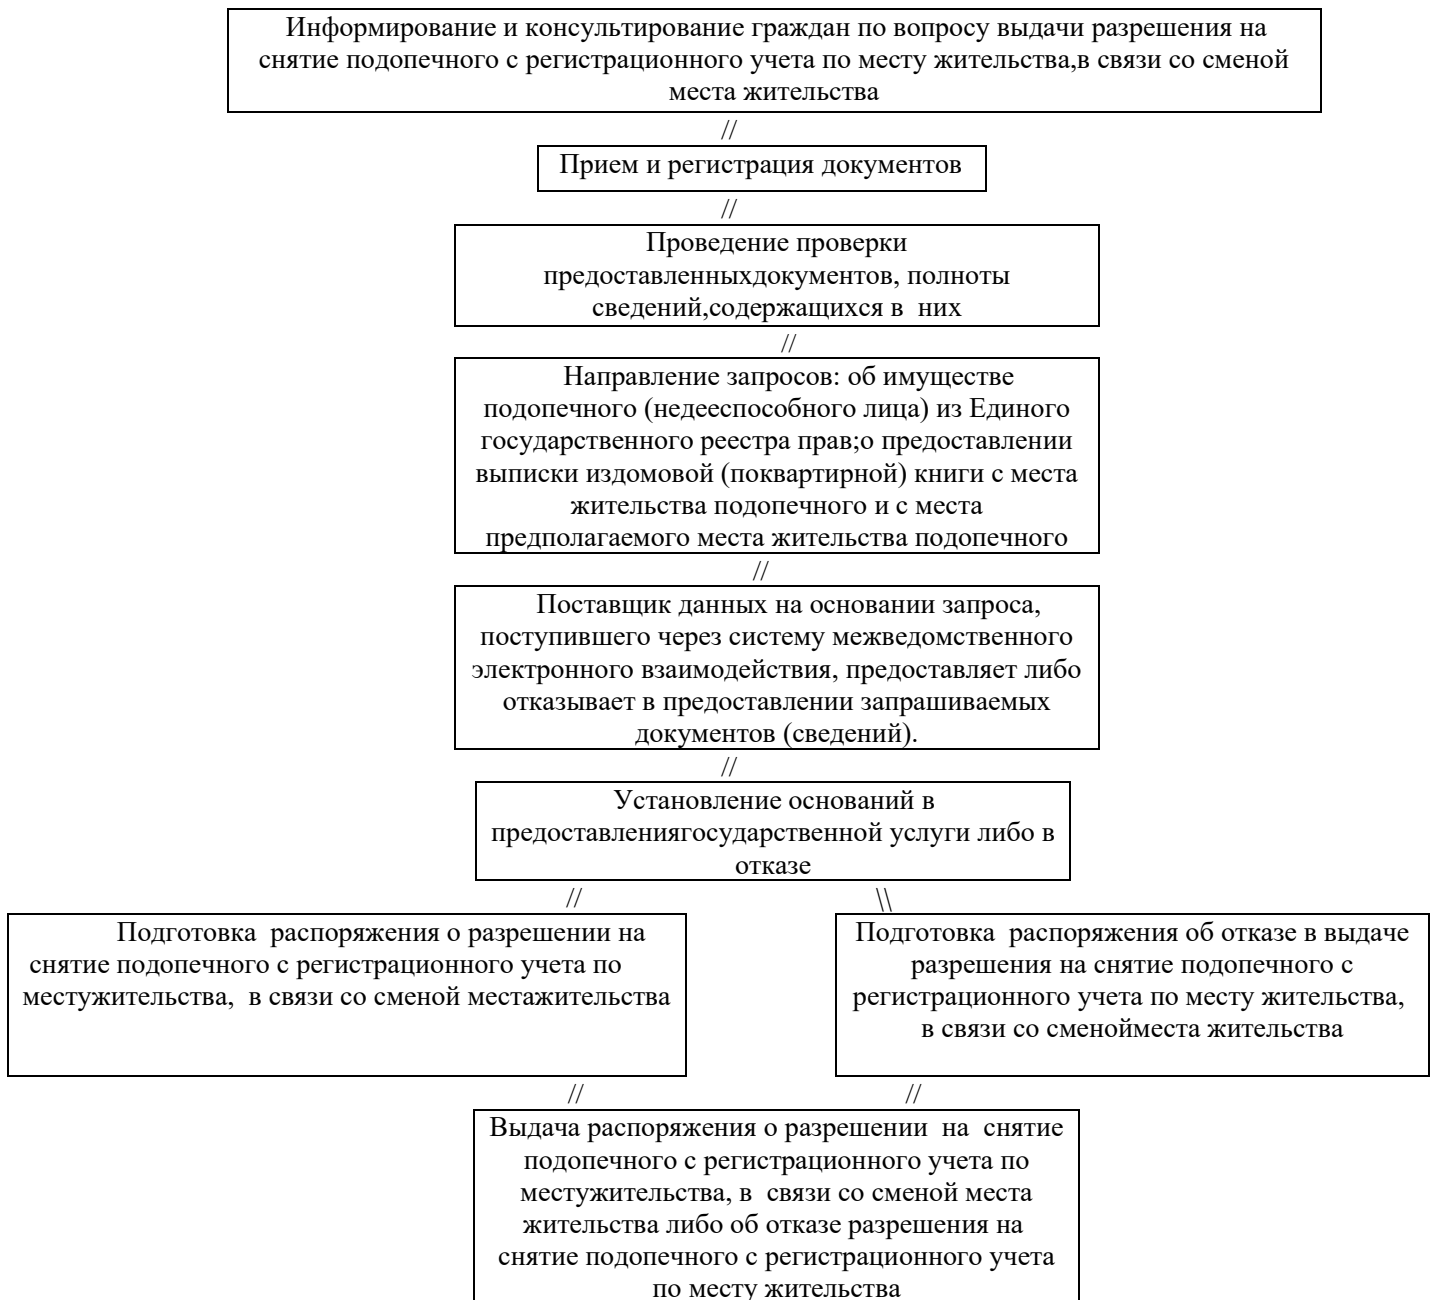 Информирование и консультирование граждан по вопросу выдачи разрешения на
снятие подопечного с регистрационного учета по месту жительства,в связи со сменой
места жительства
//
Прием и регистрация документов
//
Проведение проверки
предоставленныхдокументов, полноты
сведений,содержащихся в них
//
Направление запросов: об имуществе
подопечного (недееспособного лица) из Единого
государственного реестра прав;о предоставлении
выписки издомовой (поквартирной) книги с места
жительства подопечного и с места
предполагаемого места жительства подопечного
//
Поставщик данных на основании запроса,
поступившего через систему межведомственного
электронного взаимодействия, предоставляет либо
отказывает в предоставлении запрашиваемых
документов (сведений).
//
Установление оснований в
предоставлениягосударственной услуги либо в
отказе
// \\
Подготовка распоряжения о разрешении на
снятие подопечного с регистрационного учета по
местужительства, в связи со сменой местажительства
Подготовка распоряжения об отказе в выдаче
разрешения на снятие подопечного с
регистрационного учета по месту жительства,
в связи со сменойместа жительства
// //
Выдача распоряжения о разрешении на снятие
подопечного с регистрационного учета по
местужительства, в связи со сменой места
жительства либо об отказе разрешения на
снятие подопечного с регистрационного учета
по месту жительства